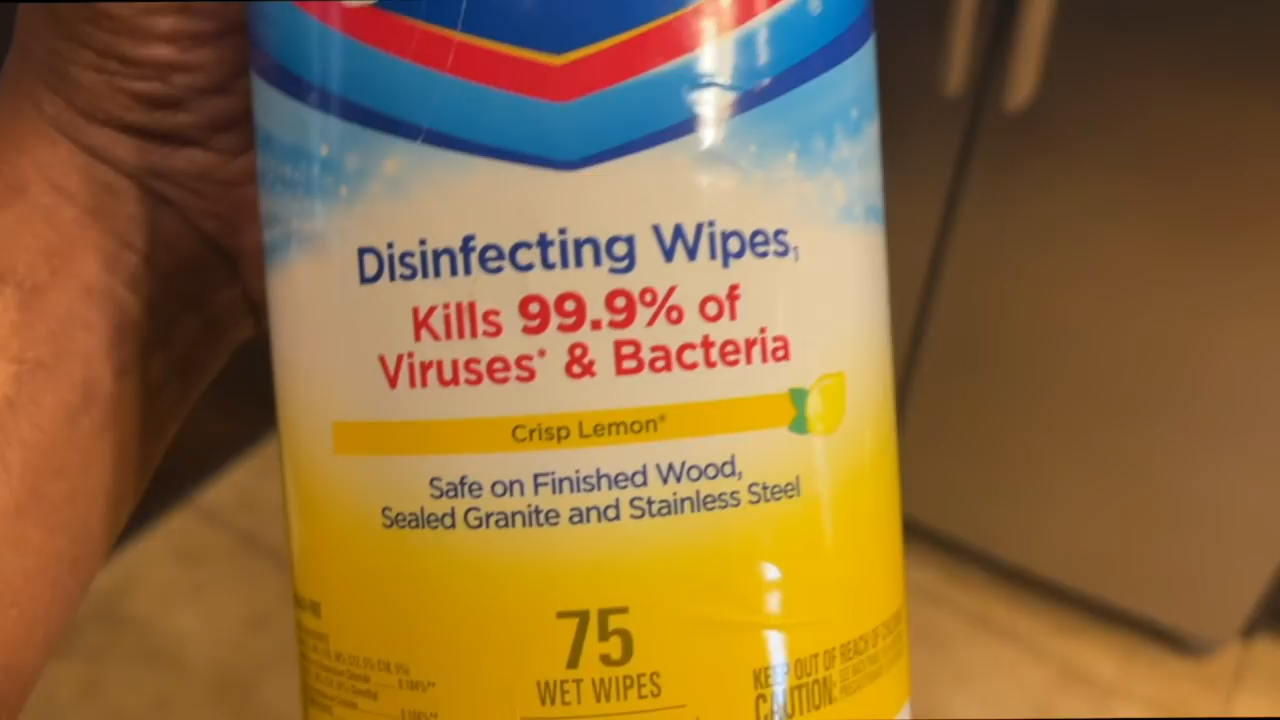 Disinfecting Wipes₁
Kills 99.9% of
Viruses* & Bacteria
Crisp Lemon®
Safe on Finished Wood,
Sealed Granite and Stainless Steel
75
WET WIPES
KEEP OUT OF REACH OF
CAUTION: